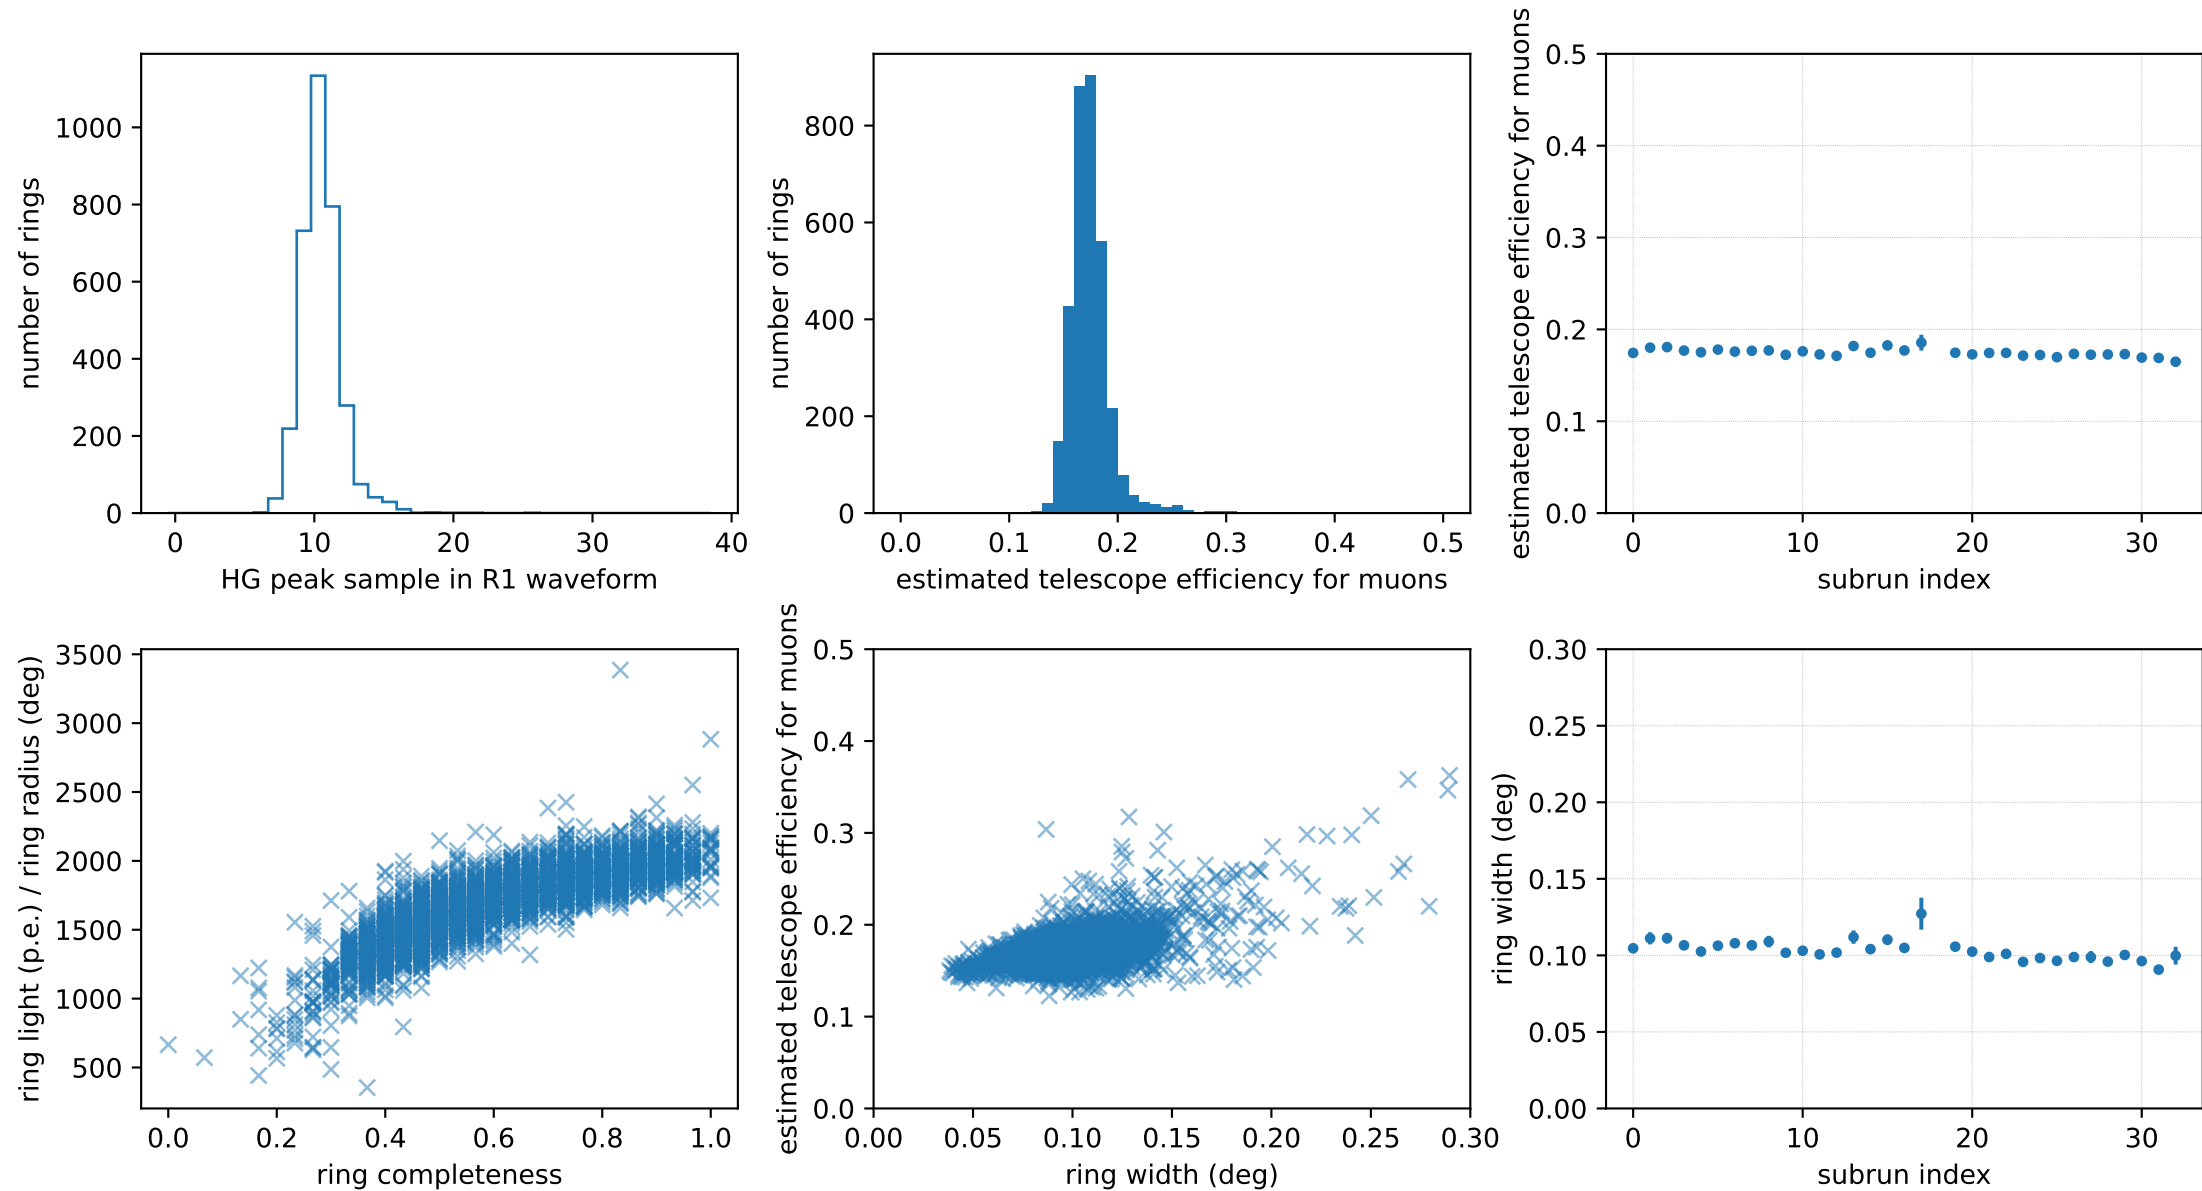 number of rings
1000
800
600
400
200
0
0 10 20 30 40
HG peak sample in R1 waveform
number of rings
800
600
400
200
0
0.0 0.1 0.2 0.3 0.4 0.5
estimated telescope efficiency for muons
estimated telescope efficiency for muons
0.5
0.4
0.3
0.2
0.1
0.0
0 10 20 30
subrun index
ring light (p.e.) / ring radius (deg)
3500
3000
2500
2000
1500
1000
500
0.0 0.2 0.4 0.6 0.8 1.0
ring completeness
estimated telescope efficiency for muons
0.5
0.4
0.3
0.2
0.1
0.0
0.00 0.05 0.10 0.15 0.20 0.25 0.30
ring width (deg)
ring width (deg)
0.30
0.25
0.20
0.15
0.10
0.05
0.00
0 10 20 30
subrun index